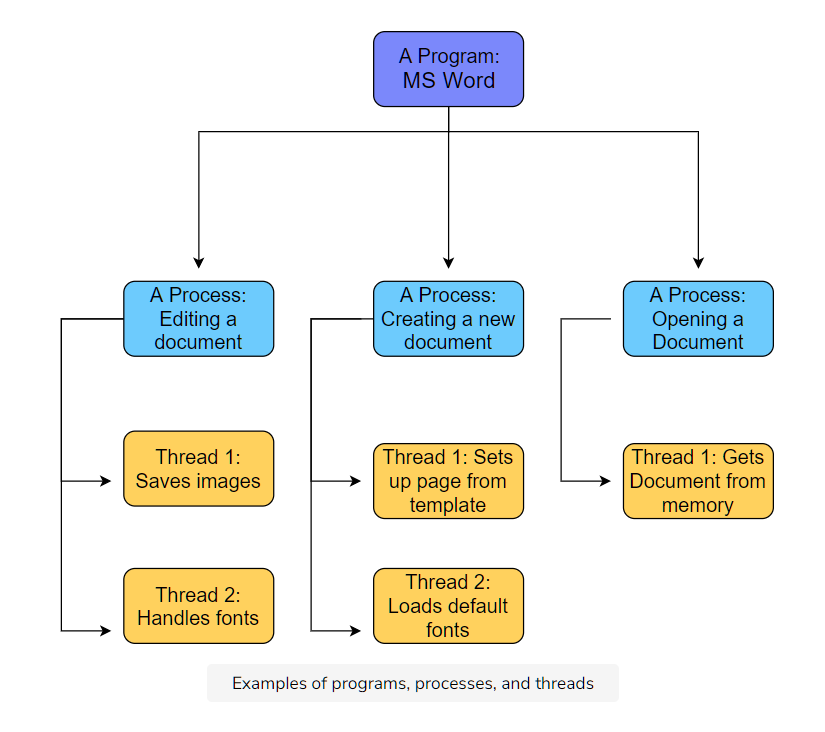 A Program:
MS Word
A Process:
Editing a
document
A Process:
Creating a new
document
A Process:
Opening a
Document
Thread 1:
Saves images
Thread 1: Sets
up page from
template
Thread 1: Gets
Document from
memory
Thread 2:
Handles fonts
Thread 2:
Loads default
fonts
Examples of programs, processes, and threads